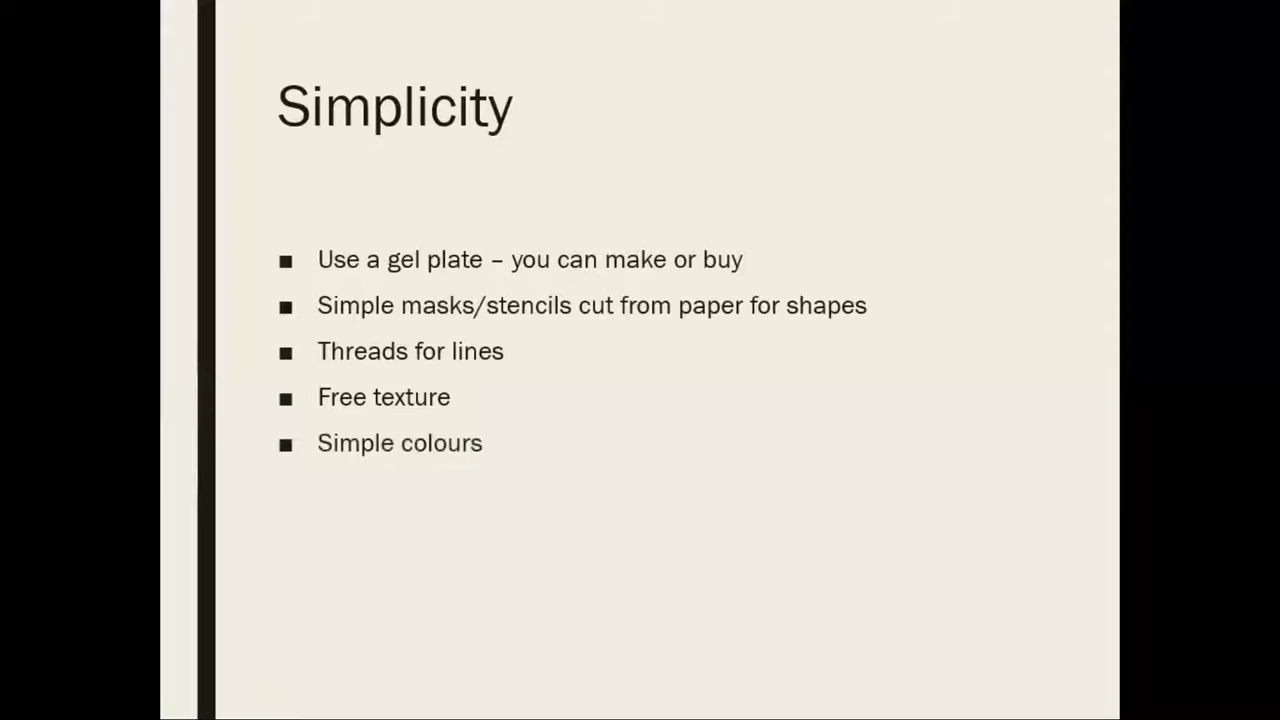 Simplicity
■ Use a gel plate – you can make or buy
■ Simple masks/stencils cut from paper for shapes
■ Threads for lines
■ Free texture
■ Simple colours